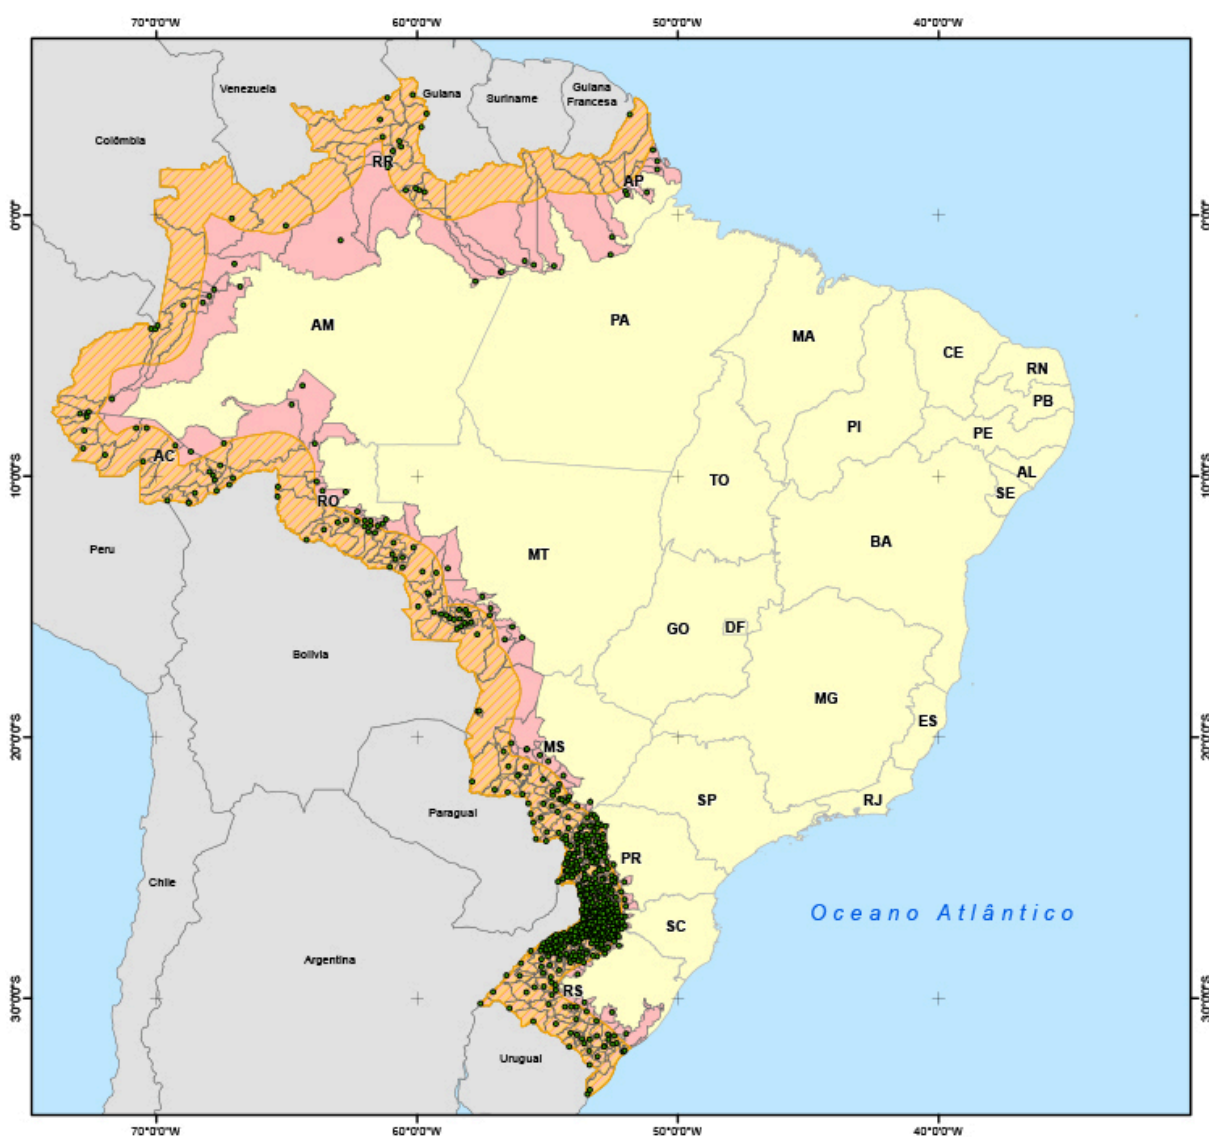 70°0'0"W 60°0'0"W 50°0'0"W 40°0'0"W
Venezuela
Guiana
Suriname
Guiana
Francesa
Colômbia
RR
AP
0°0'0" 0°0'0"
AM
PA
MA
CE
RN
PB
PI
PE
AC
TO
AL
SE
10°0'0"S 10°0'0"S
RO
BA
Peru
MT
GO
DF
Bolívia
MG
ES
20°0'0"S 20°0'0"S
MS
SP
RJ
Paraguai
PR
Chile
Oceano Atlântico
SC
Argentina
RS
30°0'0"S 30°0'0"S
Uruguai
70°0'0"W 60°0'0"W 50°0'0"W 40°0'0"W